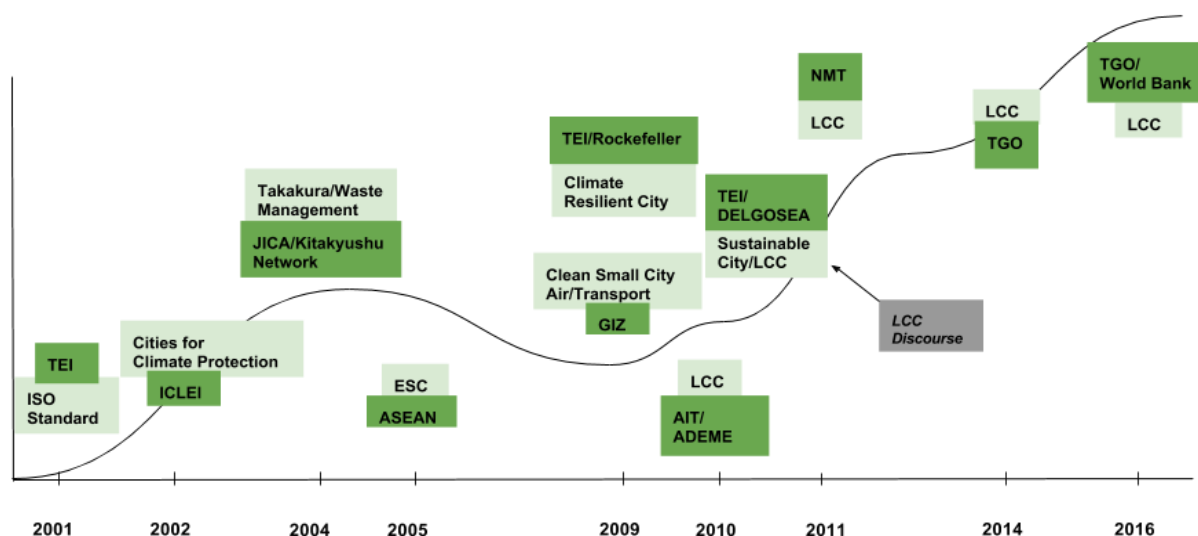 NMT
LCC
TGO/
World Bank
LCC
LCC
TGO
TEI/Rockefeller
Climate
Resilient City
Takakura/Waste
Management
JICA/Kitakyushu
Network
TEI/
DELGOSEA
Sustainable
City/LCC
Clean Small City
Air/Transport
GIZ
LCC
Discourse
Cities for
Climate Protection
ICLEI
TEI
ISO
Standard
ESC
ASEAN
LCC
AIT/
ADEME
2001
2002
2004
2005
2009
2010
2011
2014
2016